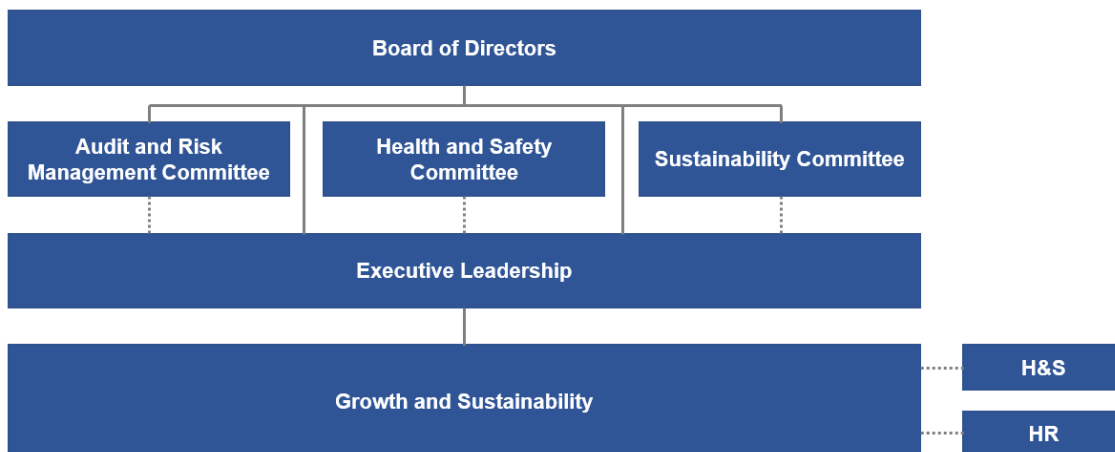 Board of Directors
Audit and Risk
Management Committee
Health and Safety
Committee
Sustainability Committee
Executive Leadership
Growth and Sustainability
H&S
HR